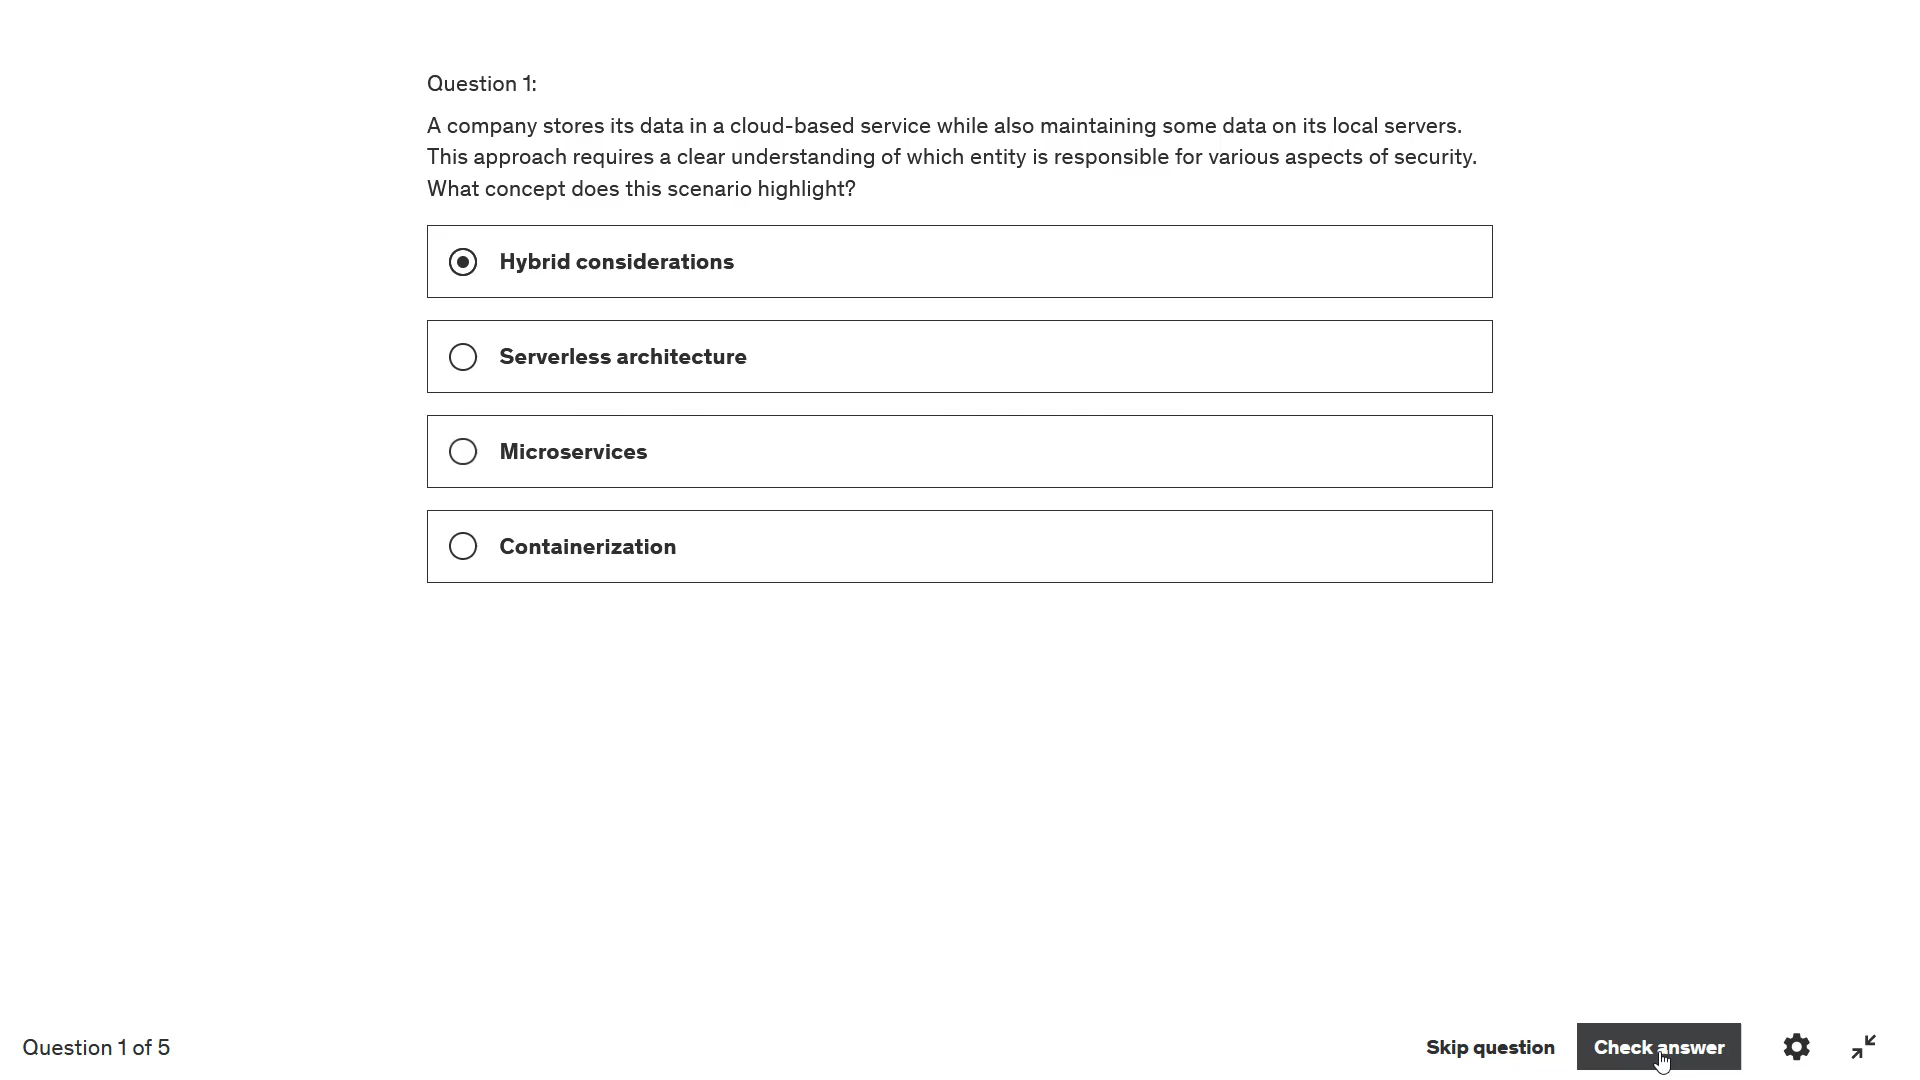 Question 1:
A company stores its data in a cloud-based service while also maintaining some data on its local servers.
This approach requires a clear understanding of which entity is responsible for various aspects of security.
What concept does this scenario highlight?
Hybrid considerations
Serverless architecture
Microservices
Containerization
Question 1 of 5
Skip question
Check answer